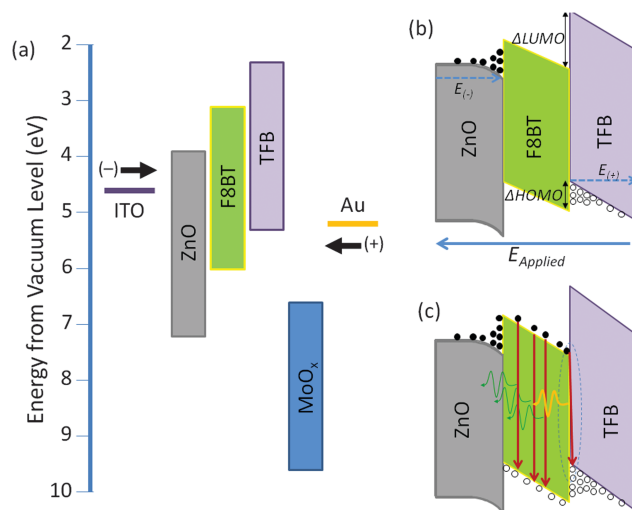 (a)
Energy from Vacuum Level (eV)
2
3
4
5
6
7
8
9
10
(−)
ITO
ZnO
F8BT
TFB
MoOx
Au
(+)
(b)
ΔLUMO
E(-)
ZnO
F8BT
TFB
E(+)
ΔHOMO
EApplied
(c)
ZnO
F8BT
TFB